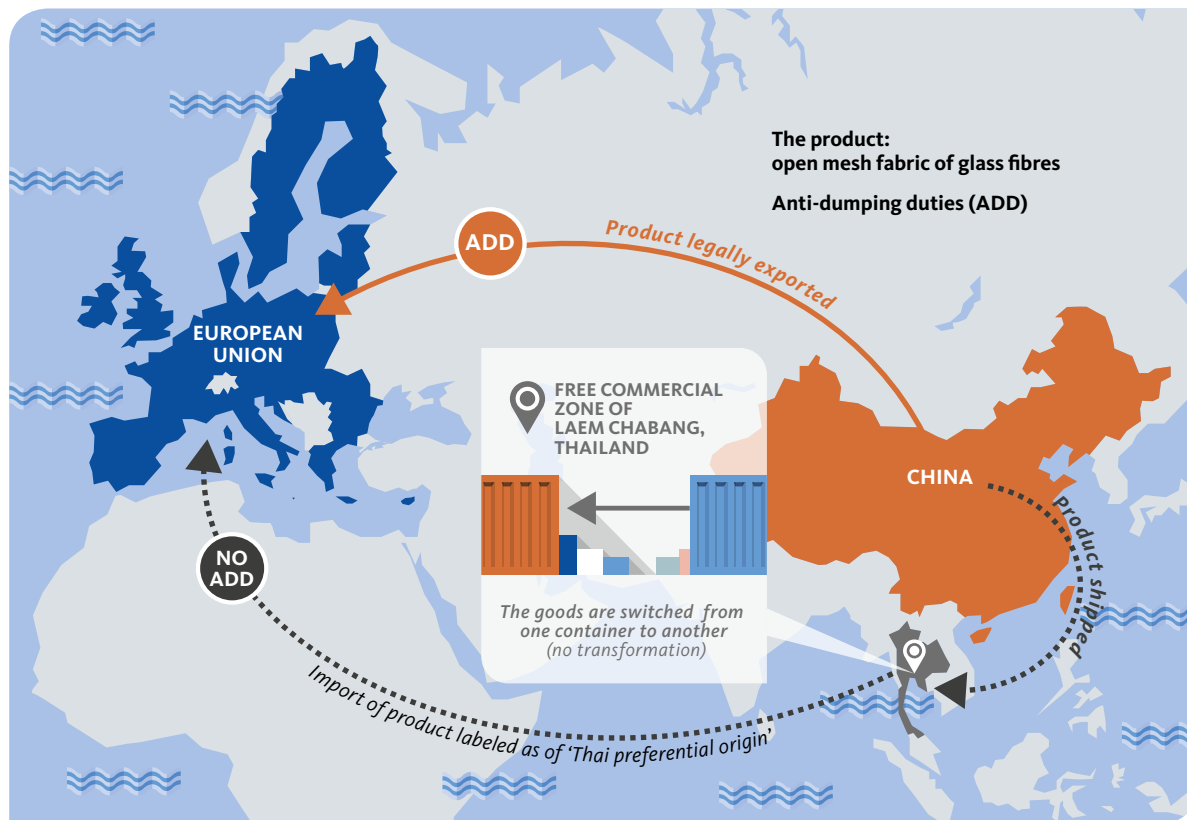 The product:
open mesh fabric of glass fibres
Anti-dumping duties (ADD)
ADD
Product legally exported
EUROPEAN
UNION
FREE COMMERCIAL
ZONE OF
LAEM CHABANG,
THAILAND
CHINA
Product shipped
NO
ADD
The goods are switched from
one container to another
(no transformation)
Import of product labeled as of ‘Thai preferential origin’